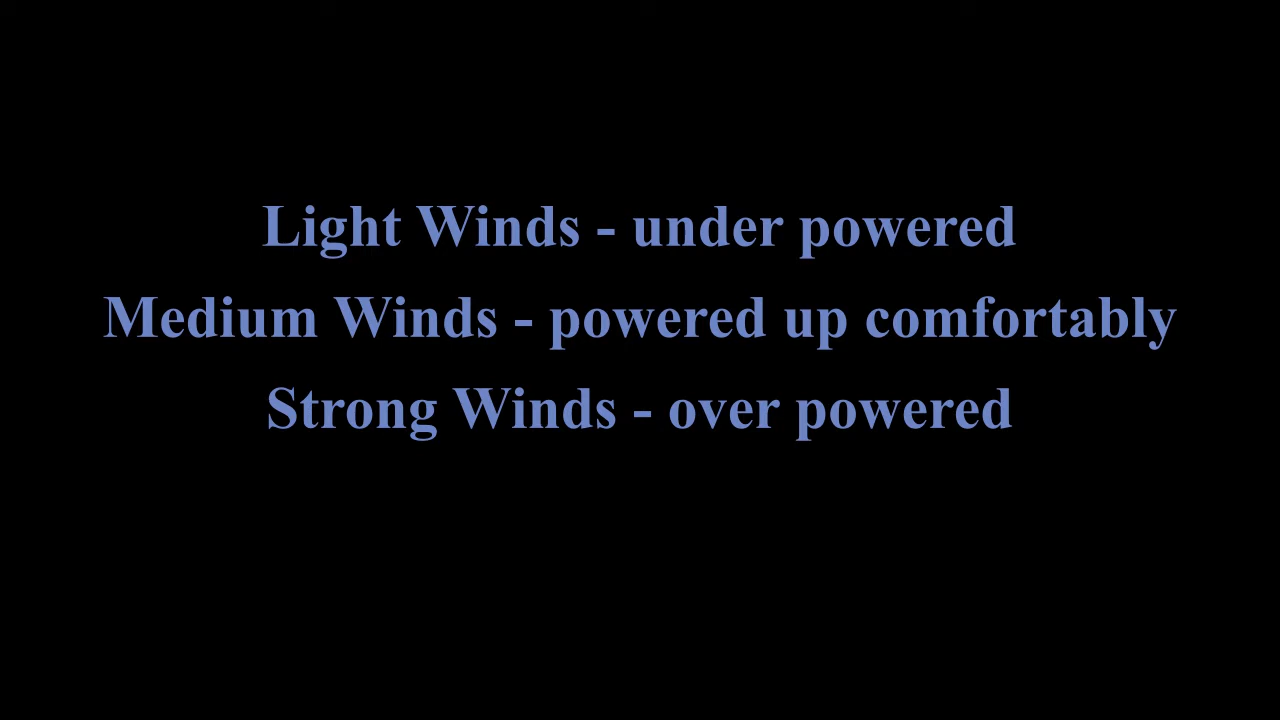 Light Winds - under powered
Medium Winds - powered up comfortably
Strong Winds - over powered